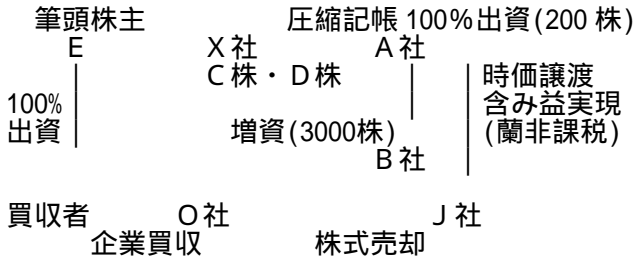 筆頭株主 圧縮記帳 100%出資(200 株)
E X社 A社
C株・D株 時価譲渡
100% 含み益実現
出資 増資(3000株) (蘭非課税)
B社
買収者 O社 J社
企業買収 株式売却